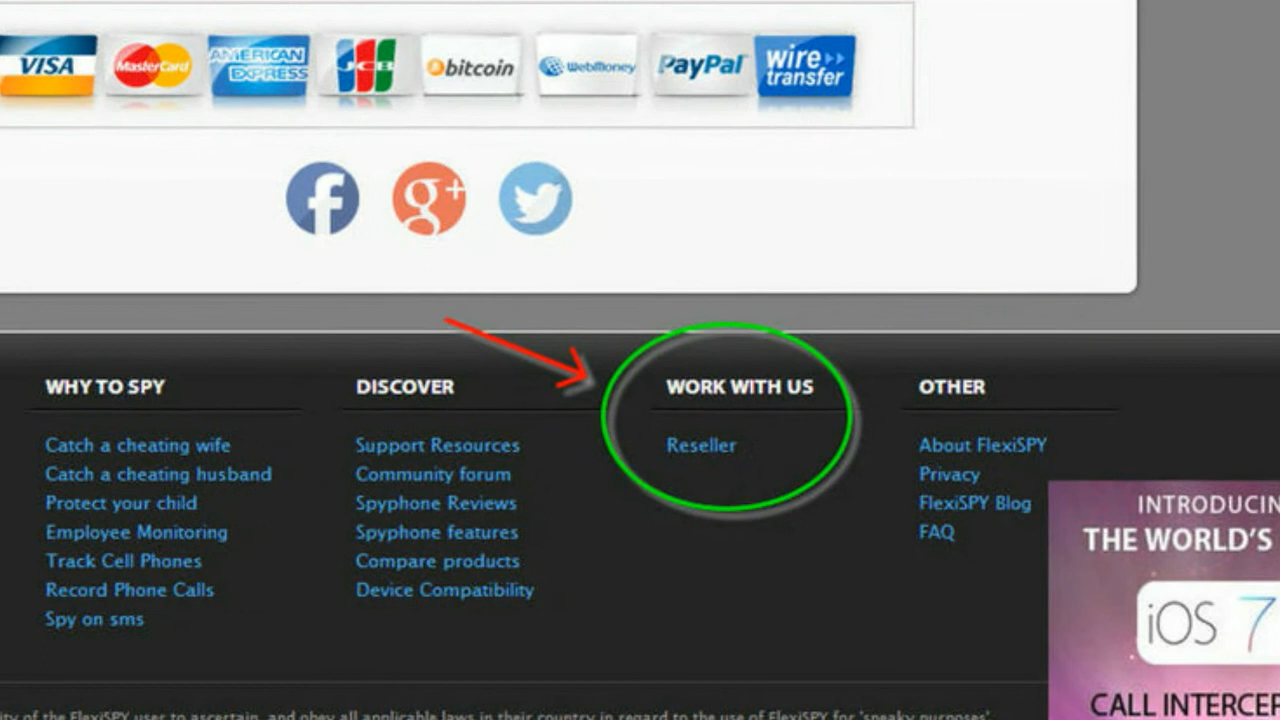 VISA MasterCard AMERICAN EXPRESS JCB bitcoin WebMoney PayPal wire transfer
f g+
WHY TO SPY
Catch a cheating wife
Catch a cheating husband
Protect your child
Employee Monitoring
Track Cell Phones
Record Phone Calls
Spy on sms
DISCOVER
Support Resources
Community forum
Spyphone Reviews
Spyphone features
Compare products
Device Compatibility
WORK WITH US
Reseller
OTHER
About FlexiSPY
Privacy
FlexiSPY Blog
FAQ
INTRODUCIN
THE WORLD'S
iOS 7
CALL INTERCEP
ity of the FlexiSPY user to ascertain, and obey, all applicable laws in their country in regard to the use of FlexiSPY for "sneaky purposes".